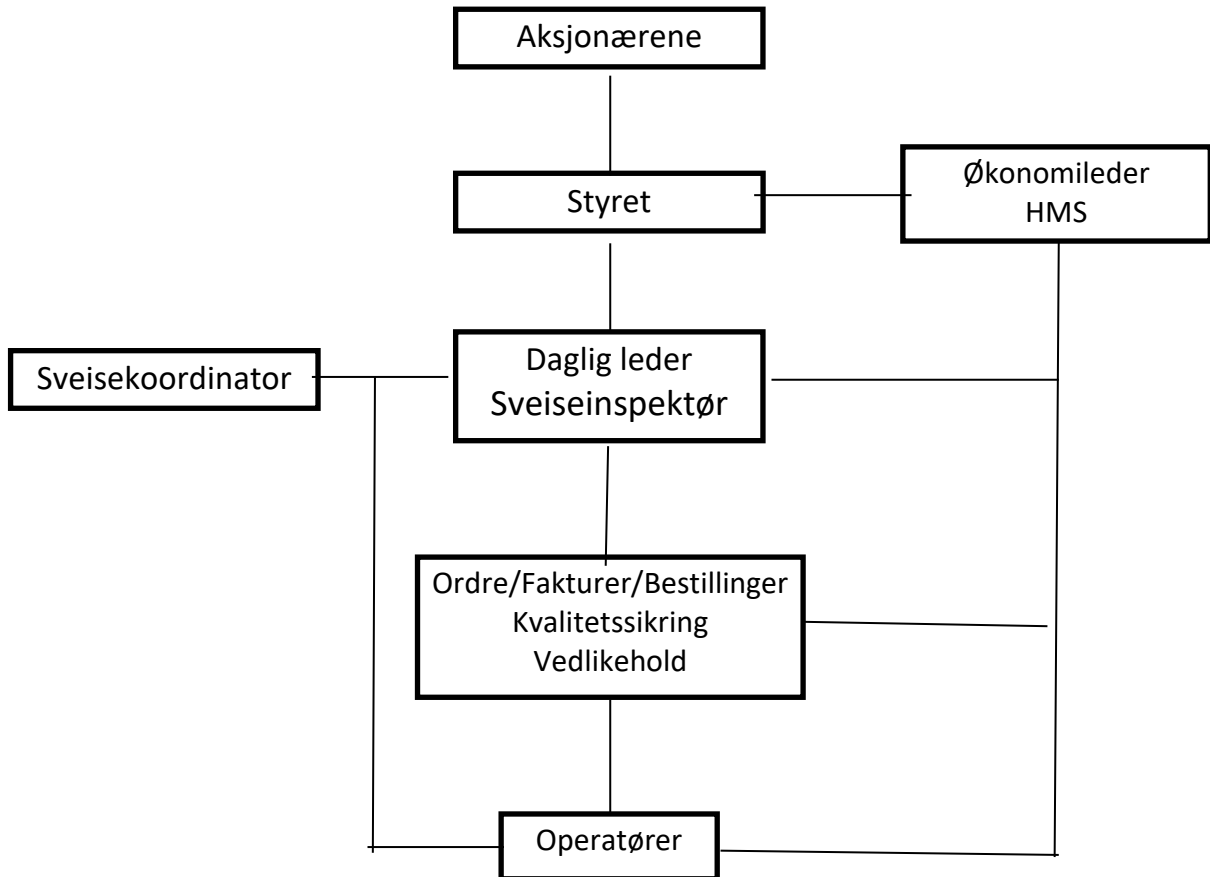 Aksjonærene
Styret
Økonomileder
HMS
Sveisekoordinator
Daglig leder
Sveiseinspektør
Ordre/Fakturer/Bestillinger
Kvalitetssikring
Vedlikehold
Operatører